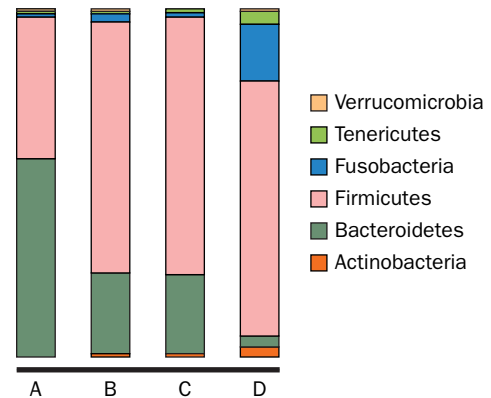 Verrucomicrobia
Tenericutes
Fusobacteria
Firmicutes
Bacteroidetes
Actinobacteria
A B C D